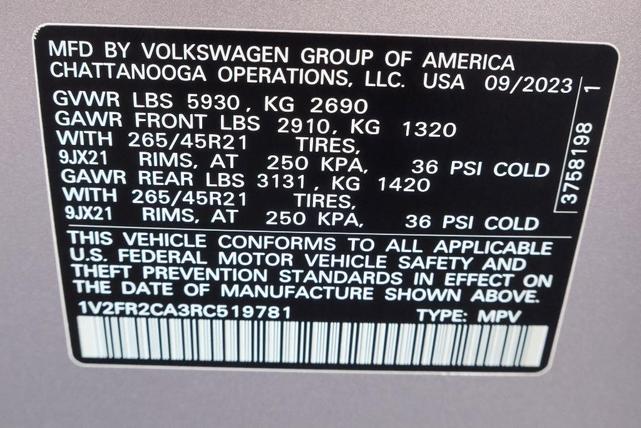 MFD BY VOLKSWAGEN GROUP OF AMERICA
CHATTANOOGA OPERATIONS, LLC. USA 09/2023
GVWR LBS 5930, KG 2690
GAWR FRONT LBS 2910, KG 1320
WITH 265/45R21 TIRES,
9JX21 RIMS, AT 250 KPA, 36 PSI COLD
GAWR REAR LBS 3131, KG 1420
WITH 265/45R21 TIRES,
9JX21 RIMS, AT 250 KPA, 36 PSI COLD
3758198 1
THIS VEHICLE CONFORMS TO ALL APPLICABLE
U.S. FEDERAL MOTOR VEHICLE SAFETY AND
THEFT PREVENTION STANDARDS IN EFFECT ON
THE DATE OF MANUFACTURE SHOWN ABOVE.
1V2FR2CA3RC519781 TYPE: MPV